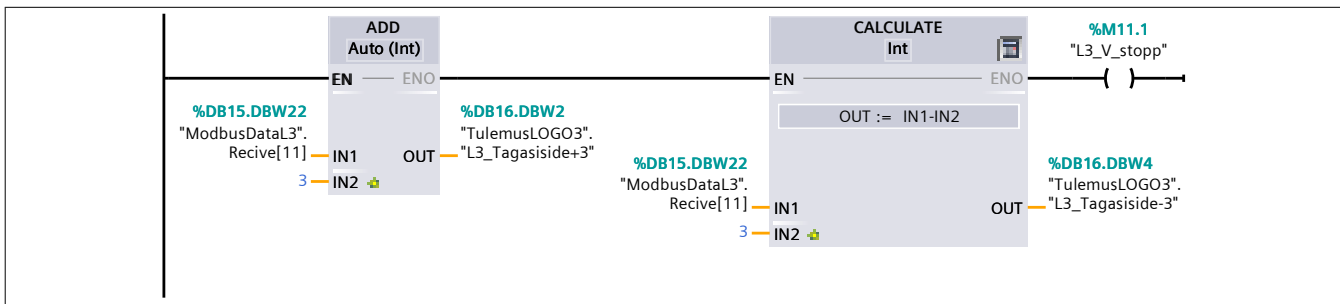 ADD
Auto (Int)
EN
ENO
%DB15.DBW22
"ModbusDataL3".
Recive[11]
IN1
3
IN2
OUT
%DB16.DBW2
"TulemusLOGO3".
"L3_Tagasiside+3"
CALCULATE
Int
EN
ENO
OUT := IN1-IN2
%DB15.DBW22
"ModbusDataL3".
Recive[11]
IN1
3
IN2
OUT
%DB16.DBW4
"TulemusLOGO3".
"L3_Tagasiside-3"
%M11.1
"L3_V_stopp"